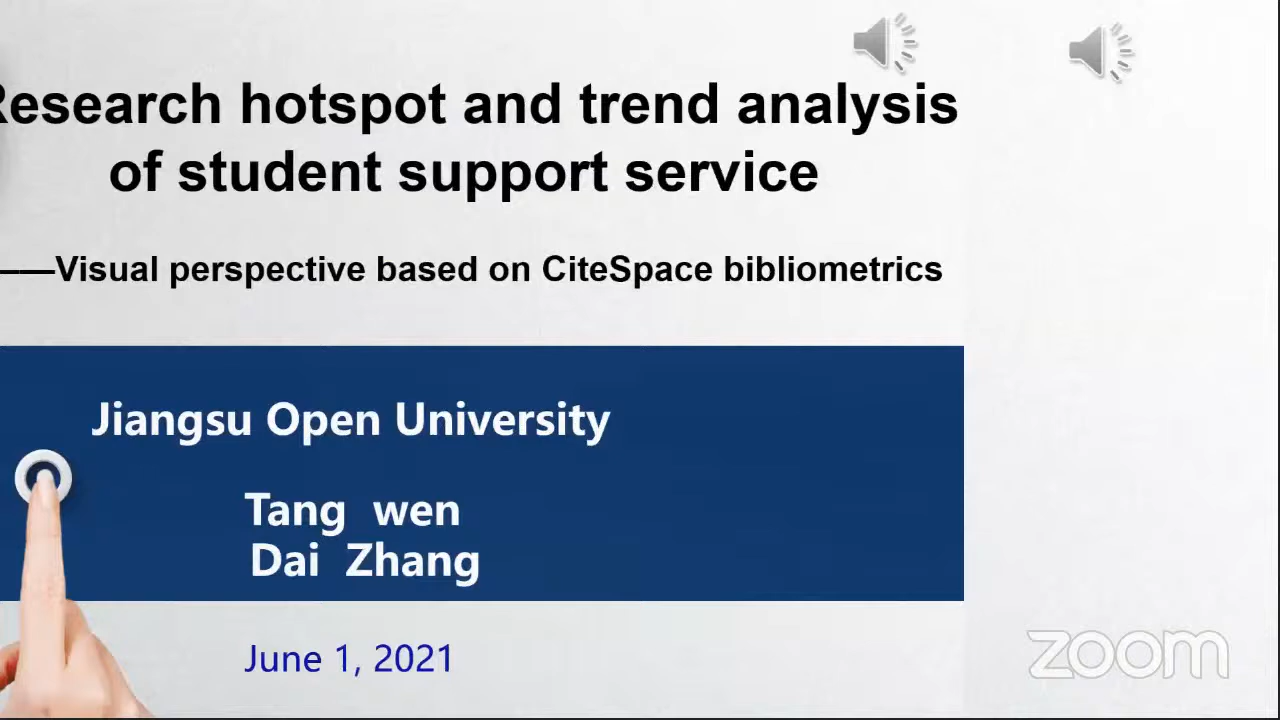 Research hotspot and trend analysis
of student support service
——Visual perspective based on CiteSpace bibliometrics
Jiangsu Open University
Tang wen
Dai Zhang
June 1, 2021
zoom